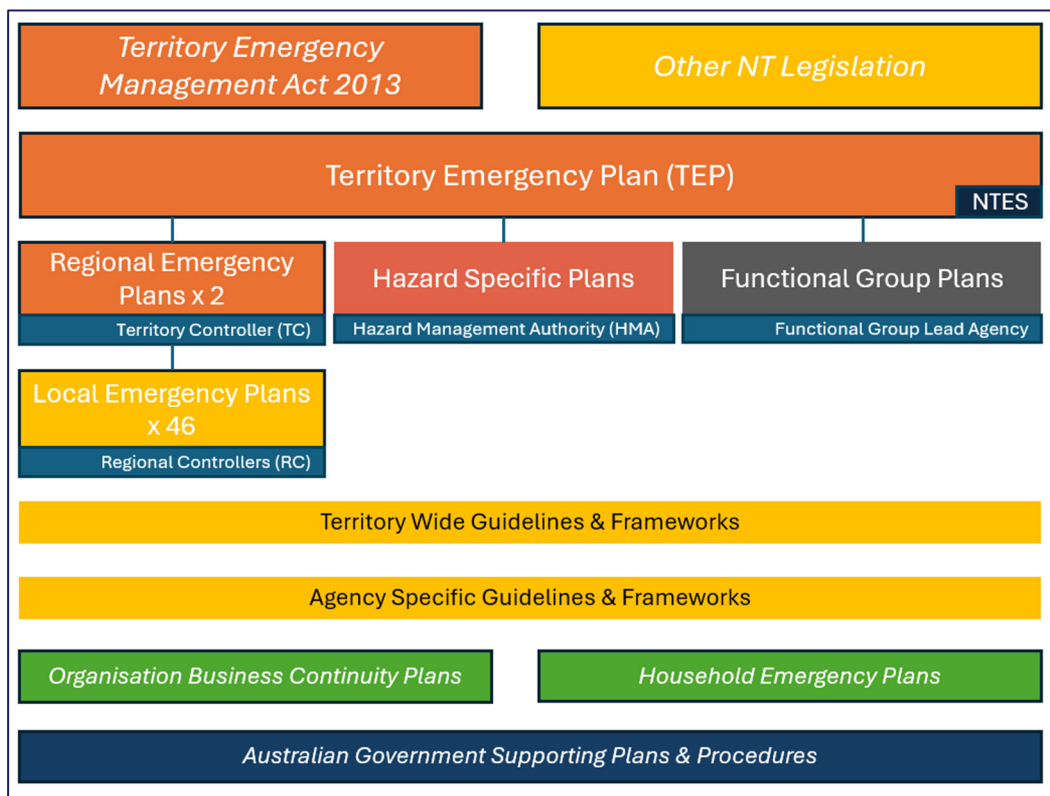 Territory Emergency
Management Act 2013
Other NT Legislation
Territory Emergency Plan (TEP)
NTES
Regional Emergency
Plans x 2
Territory Controller (TC)
Hazard Specific Plans
Hazard Management Authority (HMA)
Functional Group Plans
Functional Group Lead Agency
Local Emergency Plans
x 46
Regional Controllers (RC)
Territory Wide Guidelines & Frameworks
Agency Specific Guidelines & Frameworks
Organisation Business Continuity Plans
Household Emergency Plans
Australian Government Supporting Plans & Procedures